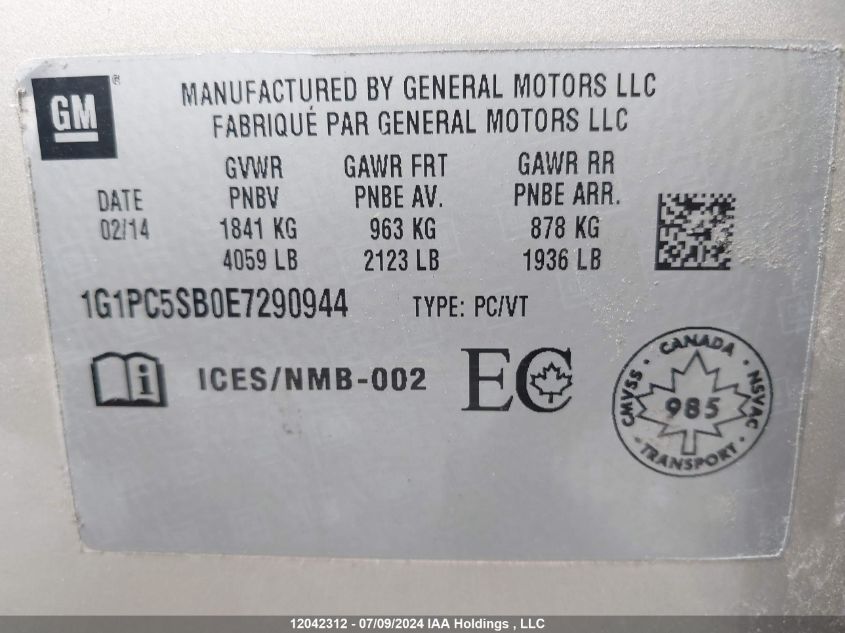 GM ®
MANUFACTURED BY GENERAL MOTORS LLC
FABRIQUÉ PAR GENERAL MOTORS LLC
GVWR GAWR FRT GAWR RR
DATE PNBV PNBE AV. PNBE ARR.
02/14 1841 KG 963 KG 878 KG
4059 LB 2123 LB 1936 LB
1G1PC5SB0E7290944 TYPE: PC/VT
i ICES/NMB-002 EC
CANADA
CMVSS 985 NSVAC
TRANSPORT
12042312 - 07/09/2024 IAA Holdings , LLC